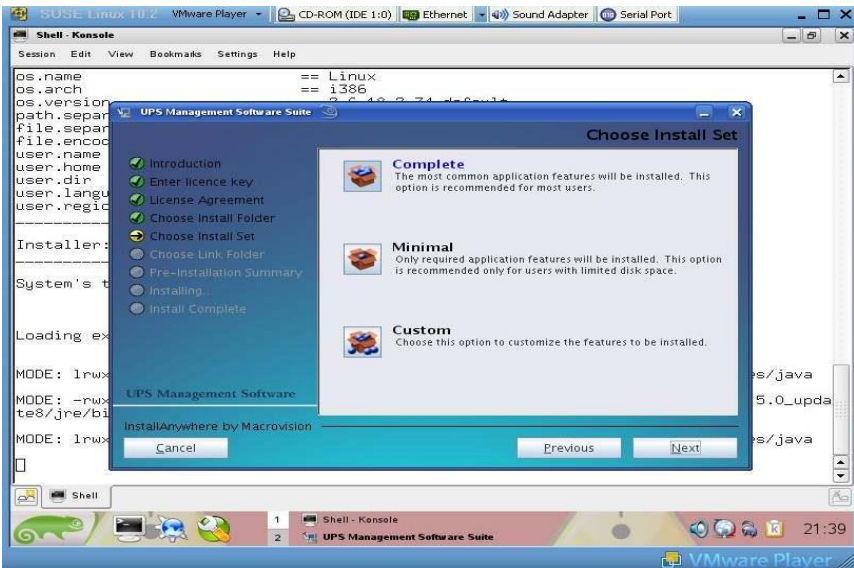 SUSE Linux 10.2 VMware Player CD-ROM (IDE 1:0) Ethernet Sound Adapter Serial Port
Shell - Konsole
Session Edit View Bookmarks Settings Help
os.name == Linux
os.arch == i386
os.version
path.separ
file.separ
file.encod
user.name
user.home
user.dir
user.langu
user.regio
Installer:
System's t
Loading ex
MODE: lrwx es/java
MODE: -rwx 5.0_upda
te8/jre/bi
MODE: lrwx es/java
UPS Management Software Suite
Choose Install Set
Introduction
Enter licence key
License Agreement
Choose Install Folder
Choose Install Set
Choose Link Folder
Pre-Installation Summary
Installing...
Install Complete
Complete
The most common application features will be installed. This
option is recommended for most users.
Minimal
Only required application features will be installed. This option
is recommended only for users with limited disk space.
Custom
Choose this option to customize the features to be installed.
UPS Management Software
InstallAnywhere by Macrovision
Cancel Previous Next
Shell
1 Shell - Konsole
2 UPS Management Software Suite
21:39
VMware Player